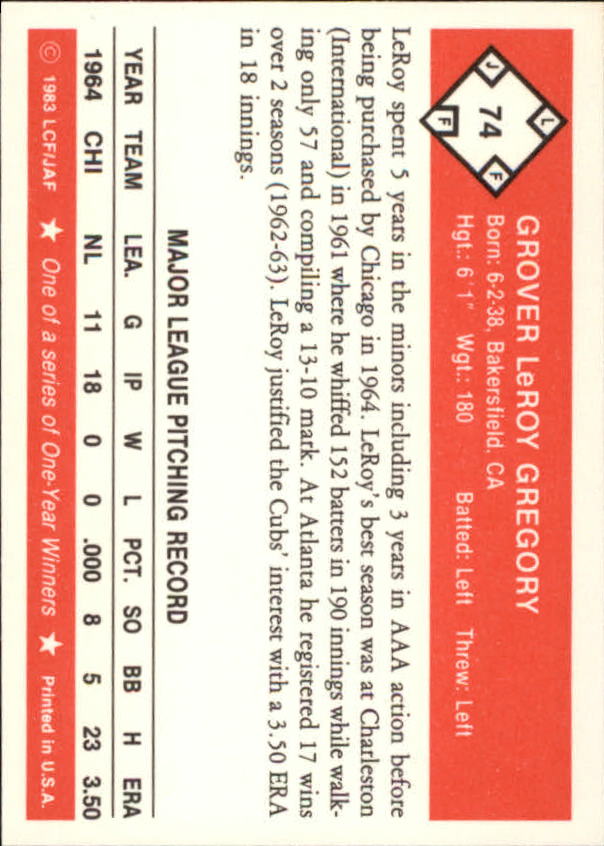 L
J 74 F
F
GROVER LeROY GREGORY
Born: 6-2-38, Bakersfield, CA
Hgt.: 6'1" Wgt.: 180 Batted: Left Threw: Left
LeRoy spent 5 years in the minors including 3 years in AAA action before
being purchased by Chicago in 1964. LeRoy's best season was at Charleston
(International) in 1961 where he whiffed 152 batters in 190 innings while walk-
ing only 57 and compiling a 13-10 mark. At Atlanta he registered 17 wins
over 2 seasons (1962-63). LeRoy justified the Cubs' interest with a 3.50 ERA
in 18 innings.
MAJOR LEAGUE PITCHING RECORD
YEAR TEAM LEA. G IP W L PCT. SO BB H ERA
1964 CHI NL 11 18 0 0 .000 8 5 23 3.50
© 1983 LCF/JAF ★ One of a series of One-Year Winners ★ Printed in U.S.A.